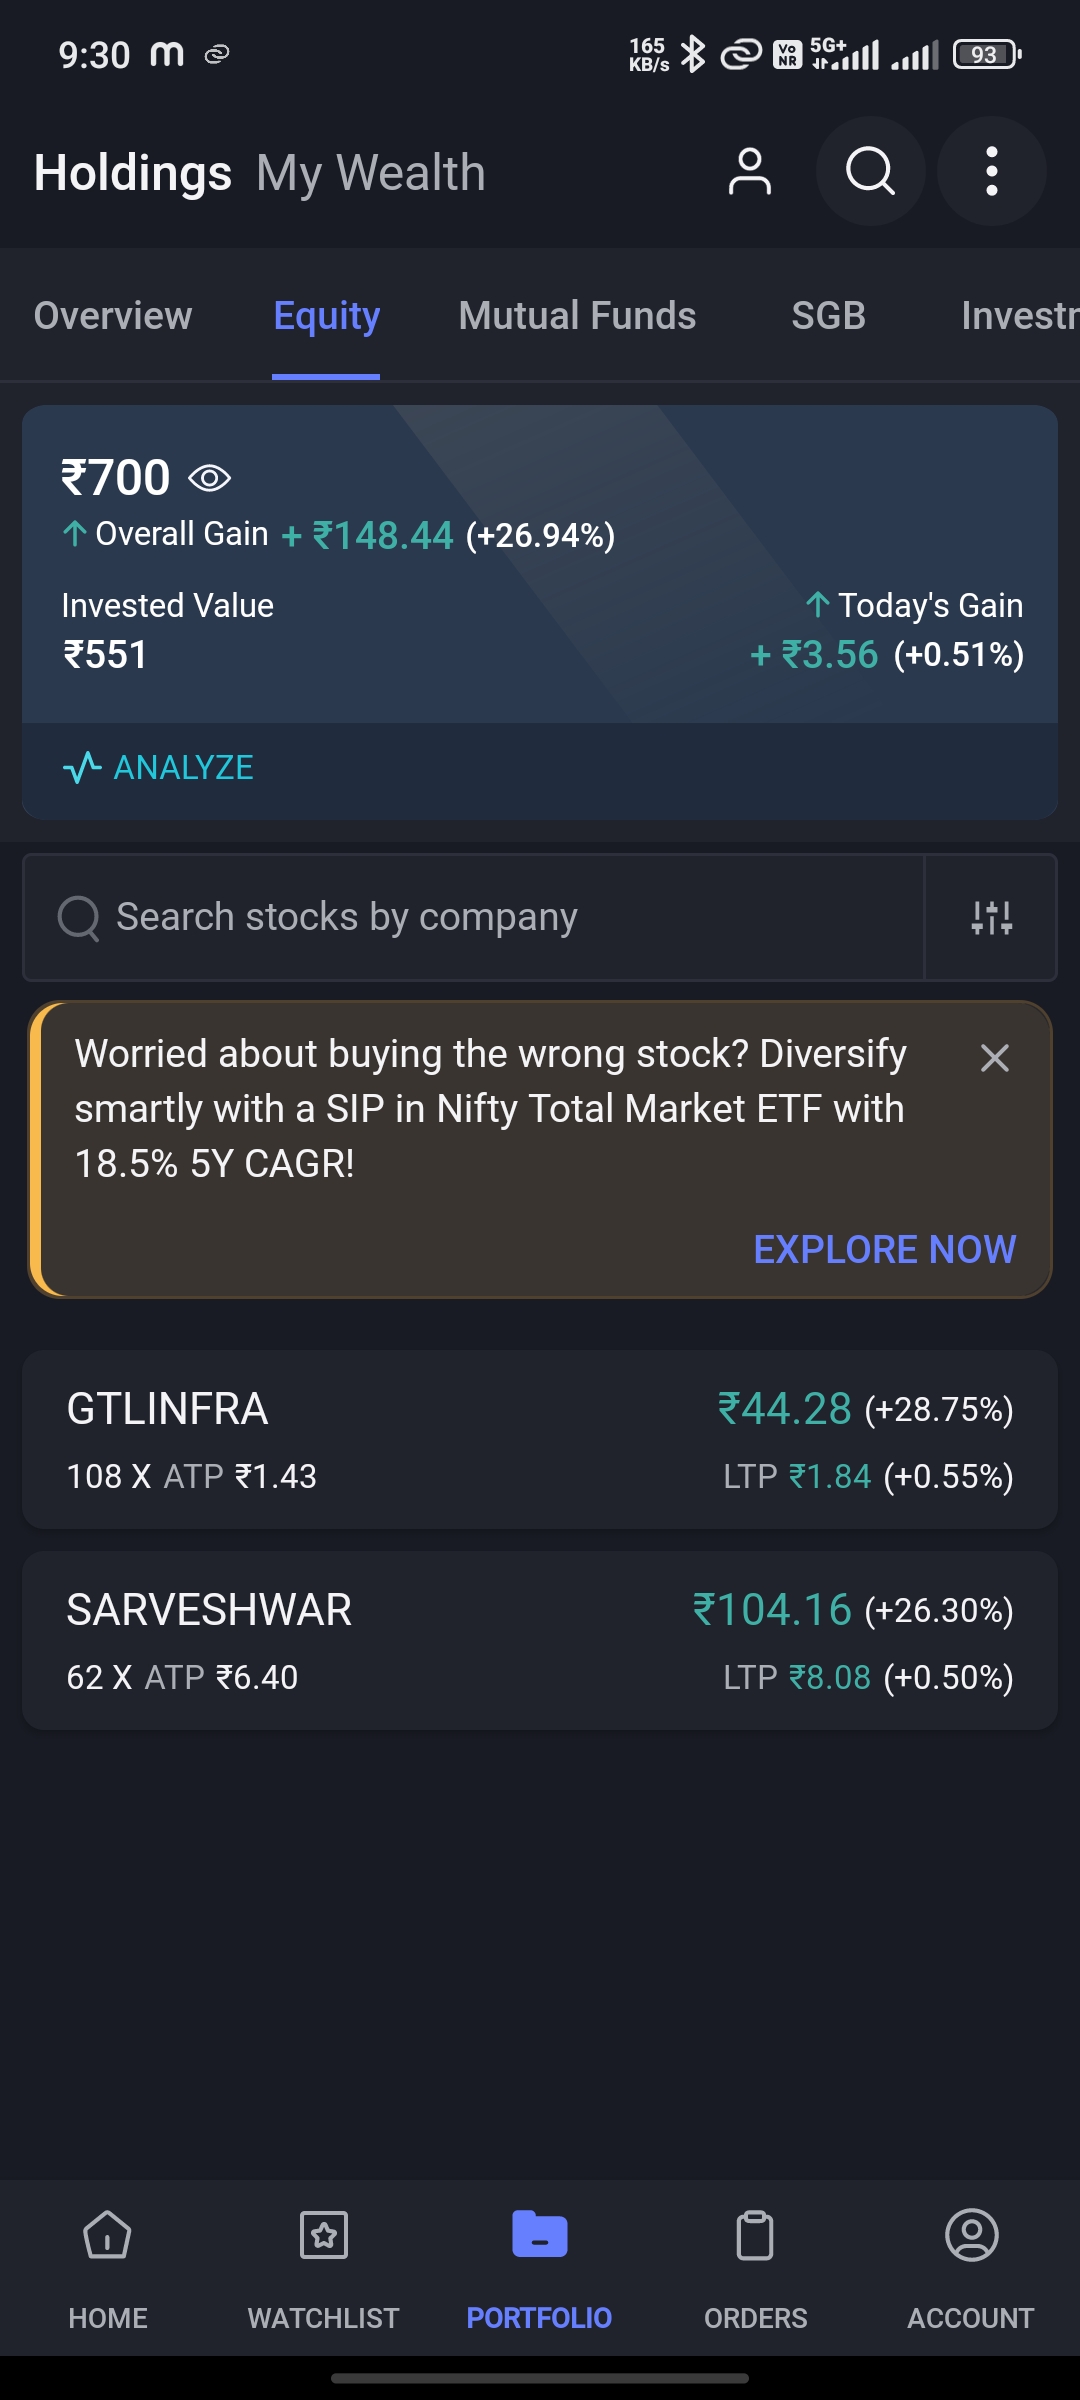 9:30 m 165 KB/s Vo NR 5G+ 93
Holdings My Wealth
Overview Equity Mutual Funds SGB Investr
₹700
Overall Gain + ₹148.44 (+26.94%)
Invested Value Today's Gain
₹551 + ₹3.56 (+0.51%)
ANALYZE
Search stocks by company
Worried about buying the wrong stock? Diversify
smartly with a SIP in Nifty Total Market ETF with
18.5% 5Y CAGR!
EXPLORE NOW
GTLINFRA ₹44.28 (+28.75%)
108 X ATP ₹1.43 LTP ₹1.84 (+0.55%)
SARVESHWAR ₹104.16 (+26.30%)
62 X ATP ₹6.40 LTP ₹8.08 (+0.50%)
HOME WATCHLIST PORTFOLIO ORDERS ACCOUNT